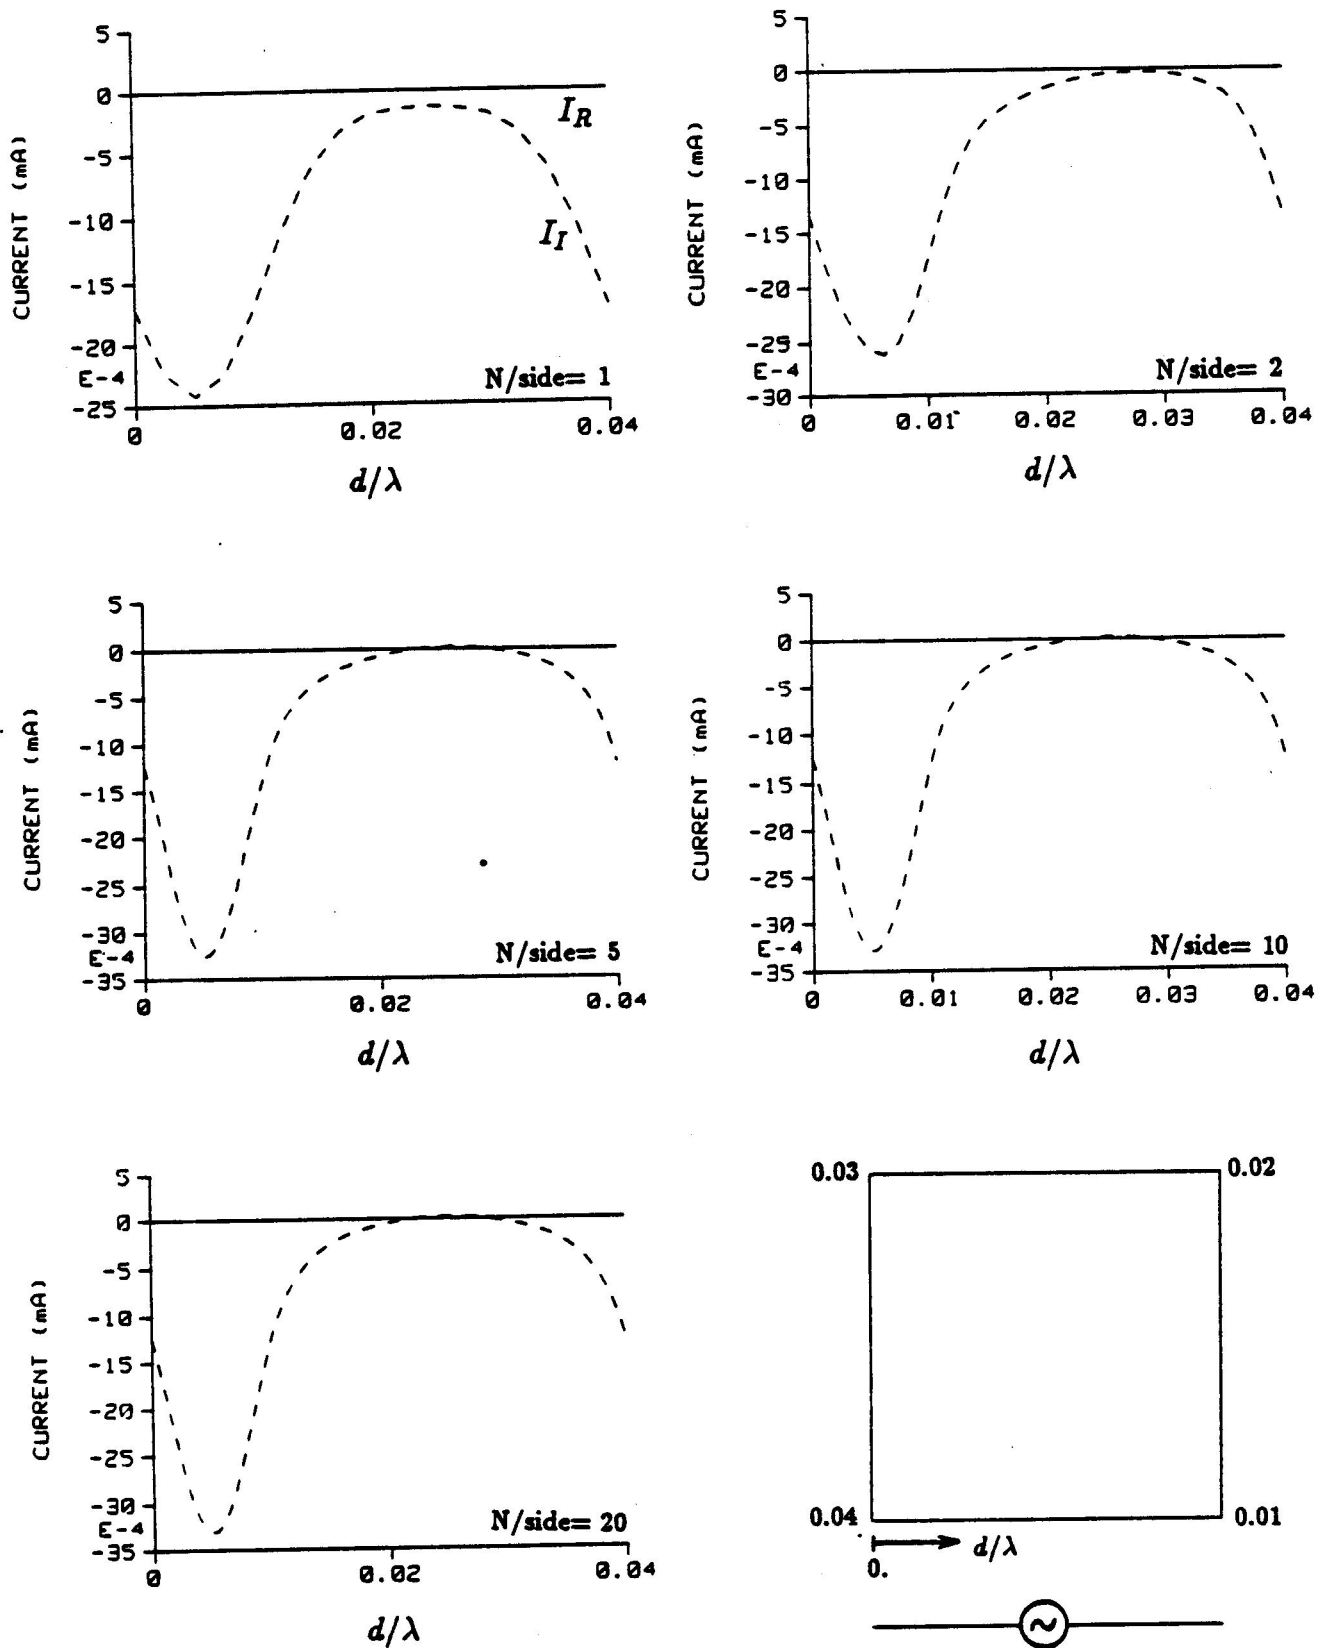 5
0
-5
-10
-15
-20
E-4
-25
CURRENT (mA)
I_R
I_I
N/side= 1
0 0.02 0.04
d/λ
5
0
-5
-10
-15
-20
-25
E-4
-30
CURRENT (mA)
N/side= 2
0 0.01 0.02 0.03 0.04
d/λ
5
0
-5
-10
-15
-20
-25
-30
E-4
-35
CURRENT (mA)
N/side= 5
0 0.02 0.04
d/λ
5
0
-5
-10
-15
-20
-25
-30
E-4
-35
CURRENT (mA)
N/side= 10
0 0.01 0.02 0.03 0.04
d/λ
5
0
-5
-10
-15
-20
-25
-30
E-4
-35
CURRENT (mA)
N/side= 20
0 0.02 0.04
d/λ
0.03 0.02
0.04 0.01
0. d/λ
~